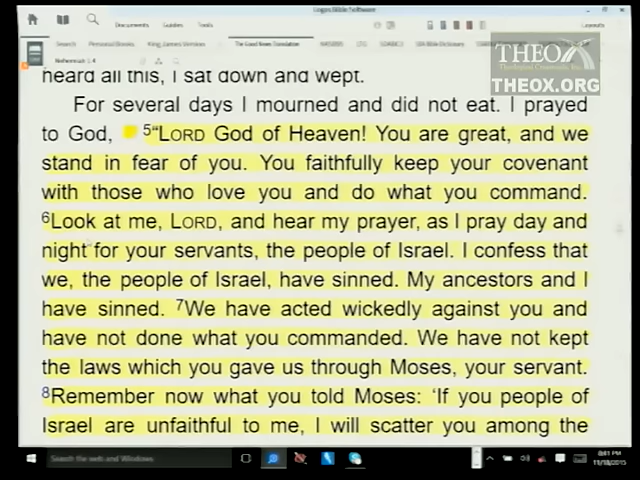 Logos Bible Software
Documents Guides Tools
Layouts
Search Personal Books King James Version The Good News Translation
Nehemiah 1:4
THEOX
THEOX.ORG
heard all this, I sat down and wept.
For several days I mourned and did not eat. I prayed
to God, 5“LORD God of Heaven! You are great, and we
stand in fear of you. You faithfully keep your covenant
with those who love you and do what you command.
6Look at me, LORD, and hear my prayer, as I pray day and
night for your servants, the people of Israel. I confess that
we, the people of Israel, have sinned. My ancestors and I
have sinned. 7We have acted wickedly against you and
have not done what you commanded. We have not kept
the laws which you gave us through Moses, your servant.
8Remember now what you told Moses: ‘If you people of
Israel are unfaithful to me, I will scatter you among the
Search the web and Windows
8:41 PM
11/18/2015